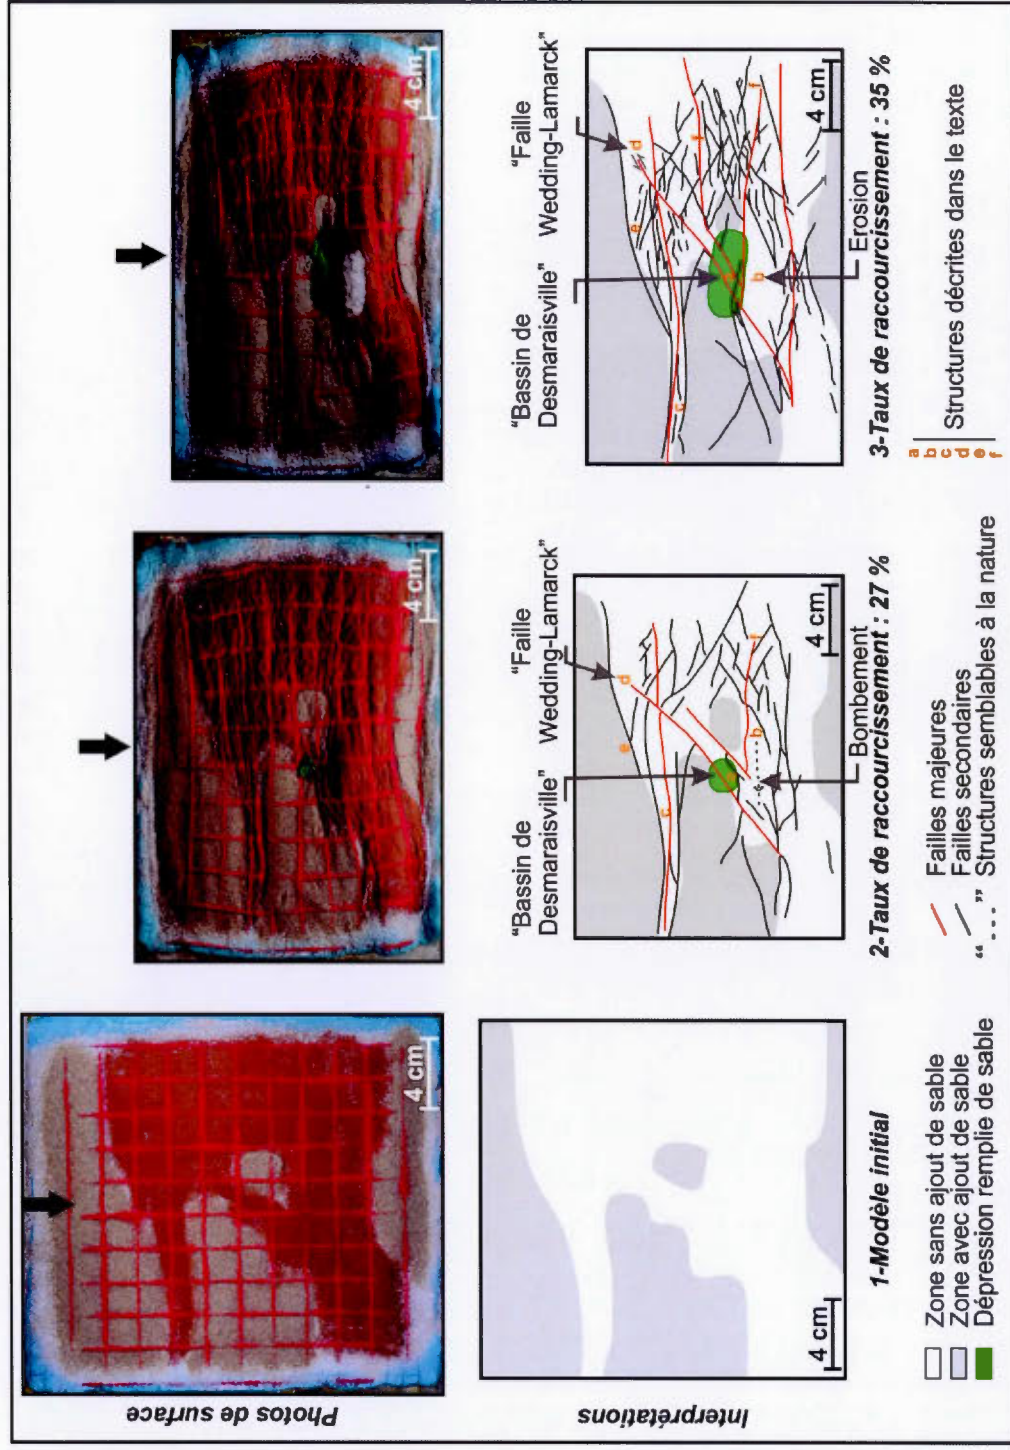 Photos de surface
4 cm
4 cm
4 cm
Interprétations
4 cm
1-Modèle initial
"Bassin de
Desmaraisville"
"Faille
Wedding-Lamarck"
a
b
c
d
e
f
4 cm
Bombement
2-Taux de raccourcissement : 27 %
"Bassin de
Desmaraisville"
"Faille
Wedding-Lamarck"
b
c
d
e
f
f
4 cm
Erosion
3-Taux de raccourcissement : 35 %
Zone sans ajout de sable
Zone avec ajout de sable
Dépression remplie de sable
Failles majeures
Failles secondaires
"...." Structures semblables à la nature
a
b
c
d
e
f
Structures décrites dans le texte